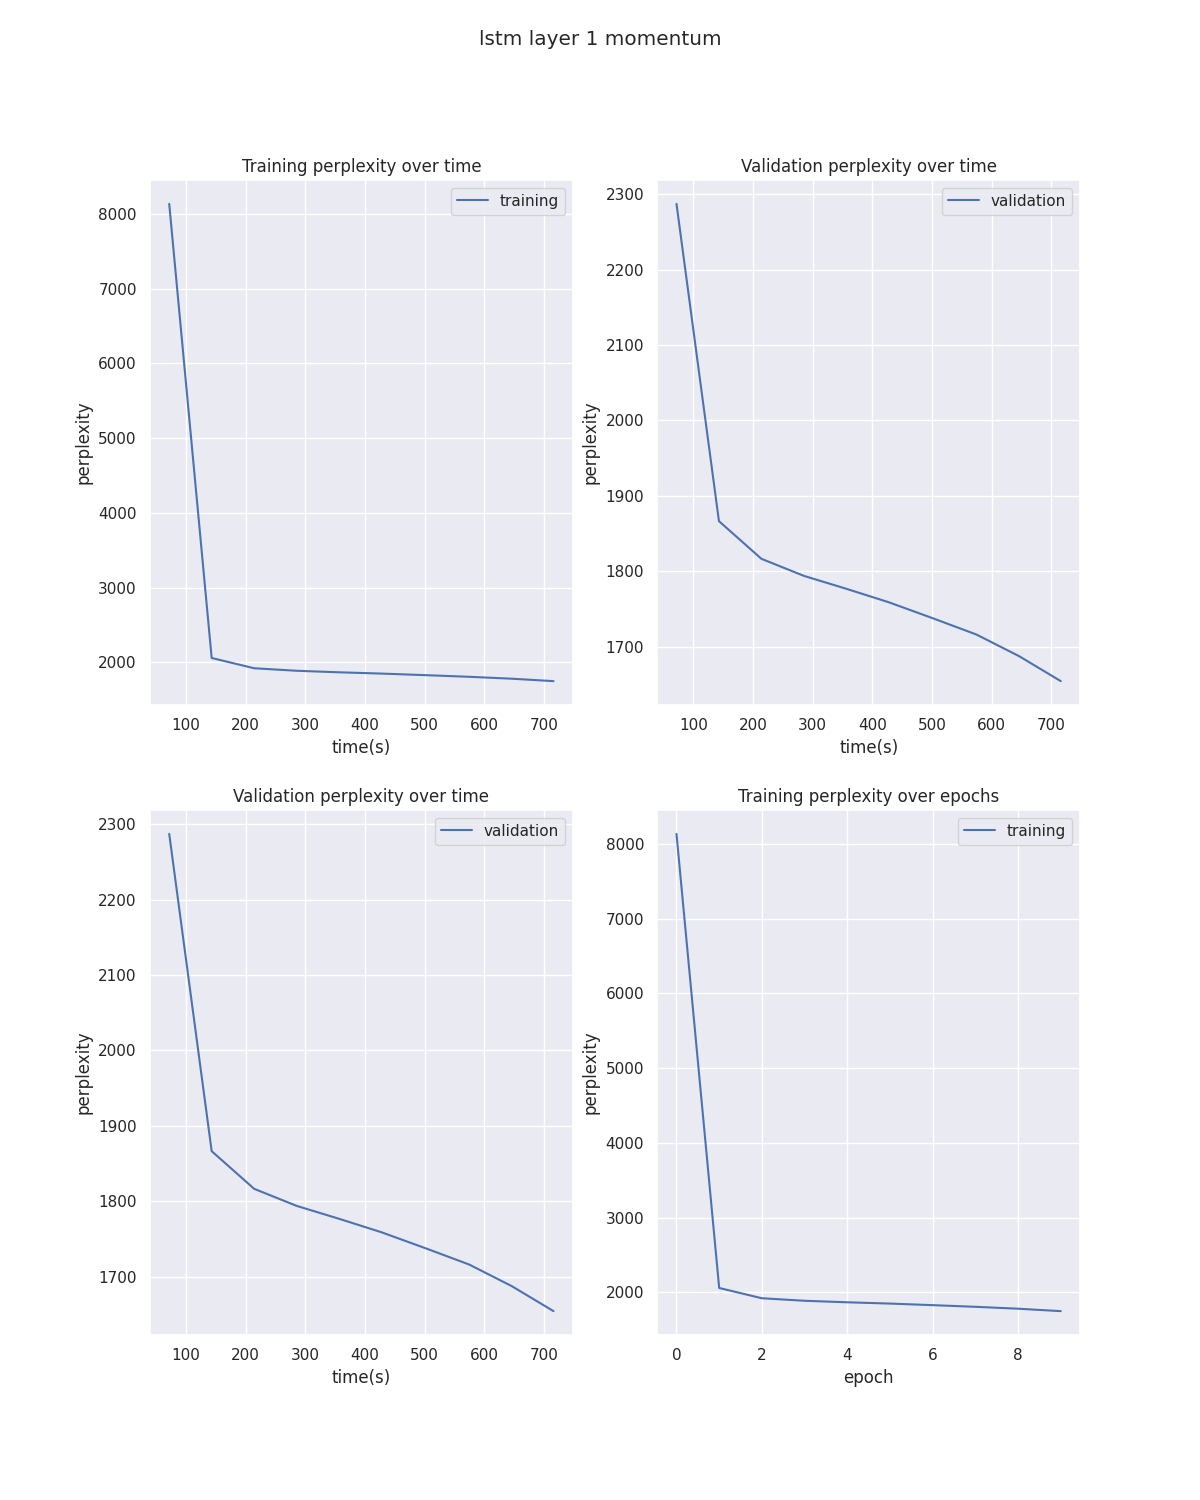 lstm layer 1 momentum
Training perplexity over time
training
8000
7000
6000
5000
4000
3000
2000
perplexity
100 200 300 400 500 600 700
time(s)
Validation perplexity over time
validation
2300
2200
2100
2000
1900
1800
1700
perplexity
100 200 300 400 500 600 700
time(s)
Validation perplexity over time
validation
2300
2200
2100
2000
1900
1800
1700
perplexity
100 200 300 400 500 600 700
time(s)
Training perplexity over epochs
training
8000
7000
6000
5000
4000
3000
2000
perplexity
0 2 4 6 8
epoch